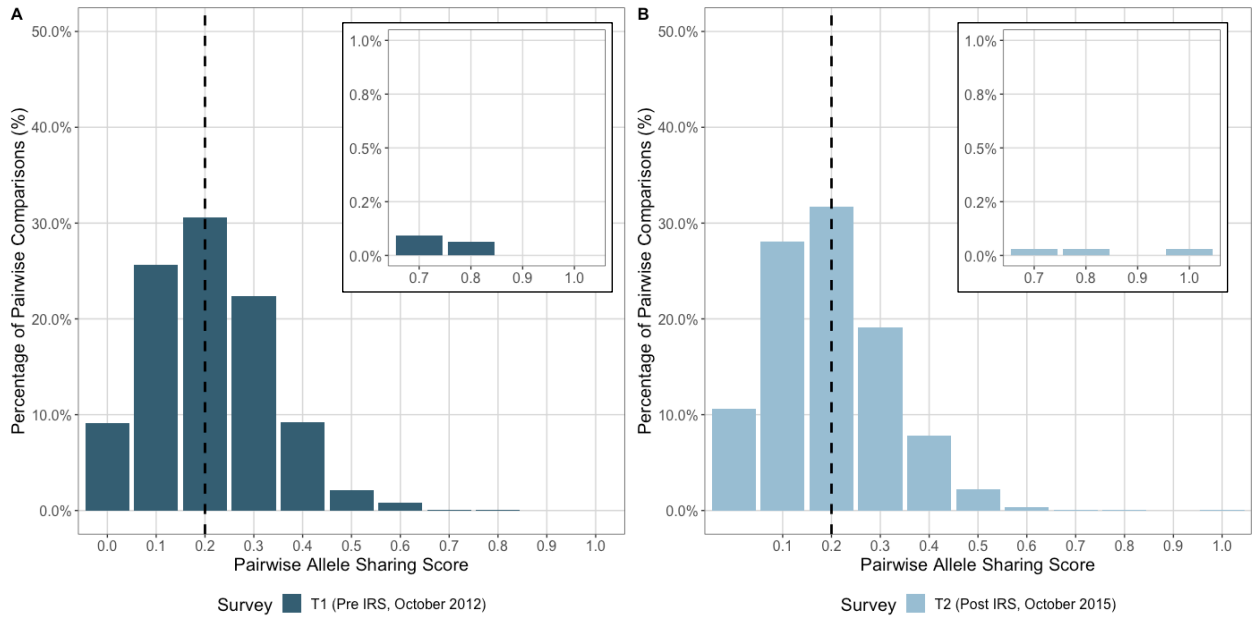 A
Percentage of Pairwise Comparisons (%)
50.0%
40.0%
30.0%
20.0%
10.0%
0.0%
0.0 0.1 0.2 0.3 0.4 0.5 0.6 0.7 0.8 0.9 1.0
Pairwise Allele Sharing Score
1.0%
0.8%
0.5%
0.2%
0.0%
0.7 0.8 0.9 1.0
Survey T1 (Pre IRS, October 2012)
B
Percentage of Pairwise Comparisons (%)
50.0%
40.0%
30.0%
20.0%
10.0%
0.0%
0.1 0.2 0.3 0.4 0.5 0.6 0.7 0.8 0.9 1.0
Pairwise Allele Sharing Score
1.0%
0.8%
0.5%
0.2%
0.0%
0.7 0.8 0.9 1.0
Survey T2 (Post IRS, October 2015)